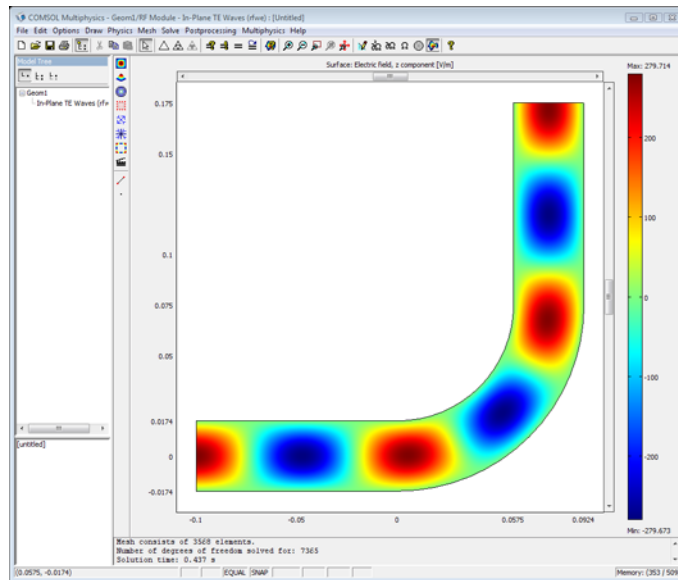 COMSOL Multiphysics - Geom1/RF Module - In-Plane TE Waves (rfwe) : [Untitled]
File Edit Options Draw Physics Mesh Solve Postprocessing Multiphysics Help
Model Tree
Geom1
In-Plane TE Waves (rfw
[untitled]
Surface: Electric field, z component [V/m]
Max: 279.714
0.175
0.15
0.1
0.075
0.05
0.0174
0
-0.0174
-0.1
-0.05
0
0.0575
0.0924
200
100
0
-100
-200
Min: -279.673
Mesh consists of 3568 elements.
Number of degrees of freedom solved for: 7365
Solution time: 0.437 s
(0.0575, -0.0174)
EQUAL
SNAP
Memory: (353 / 509